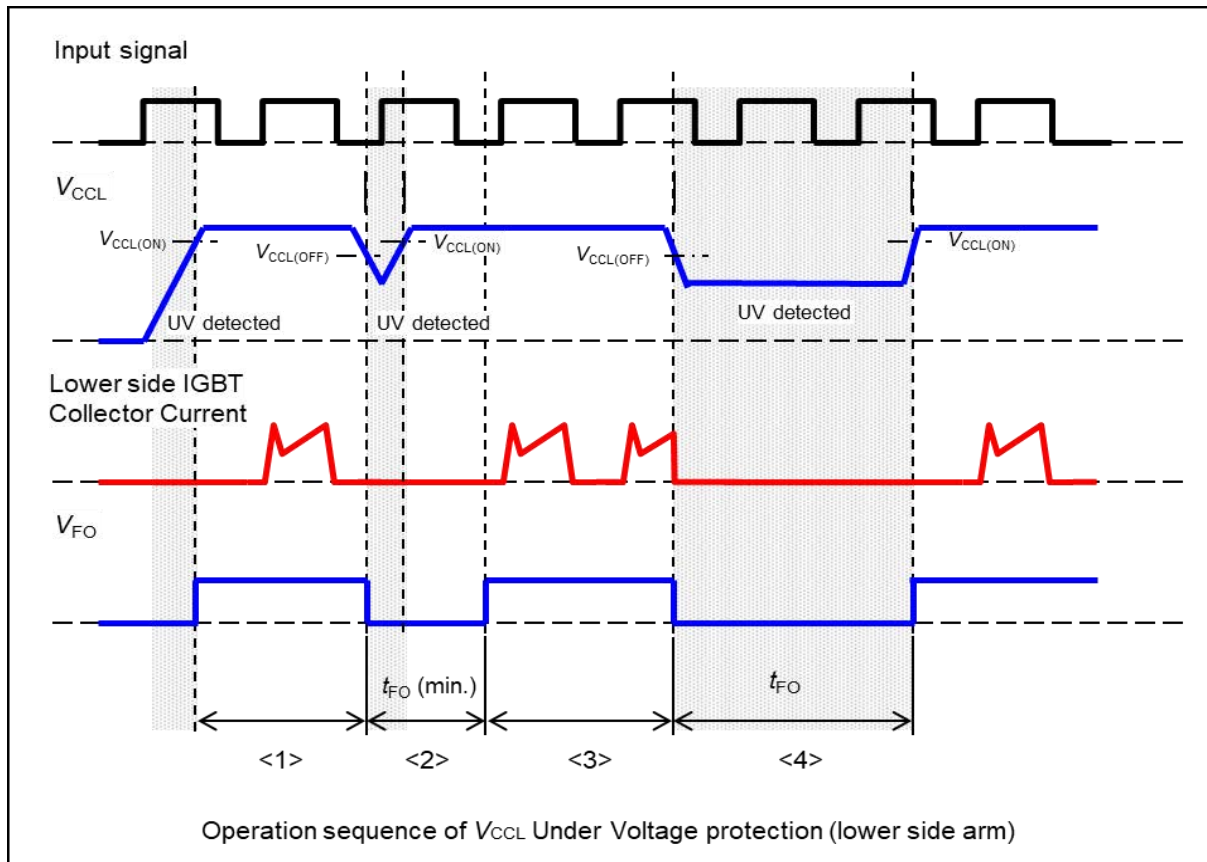 Input signal
VCCL
VCCL(ON)
VCCL(OFF)
VCCL(ON)
VCCL(OFF)
VCCL(ON)
UV detected
UV detected
UV detected
Lower side IGBT
Collector Current
VFO
tFO (min.)
tFO
<1>
<2>
<3>
<4>
Operation sequence of VCCL Under Voltage protection (lower side arm)